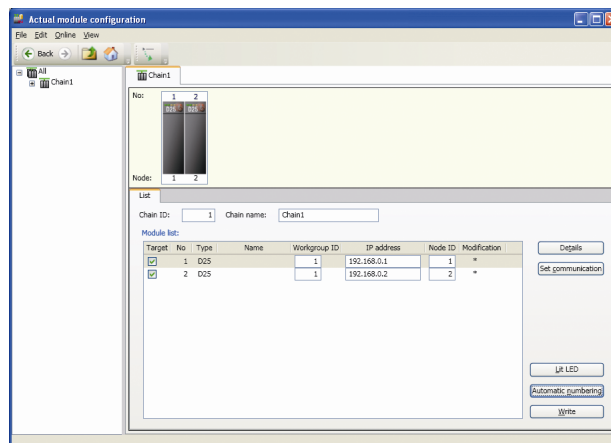 Actual module configuration
File Edit Online View
Back
All
Chain1
Chain1
No: 1 2
D25 D25
Node: 1 2
List
Chain ID: 1 Chain name: Chain1
Module list:
Target No Type Name Workgroup ID IP address Node ID Modification
1 D25 1 192.168.0.1 1 *
2 D25 1 192.168.0.2 2 *
Details
Set communication
Lit LED
Automatic numbering
Write